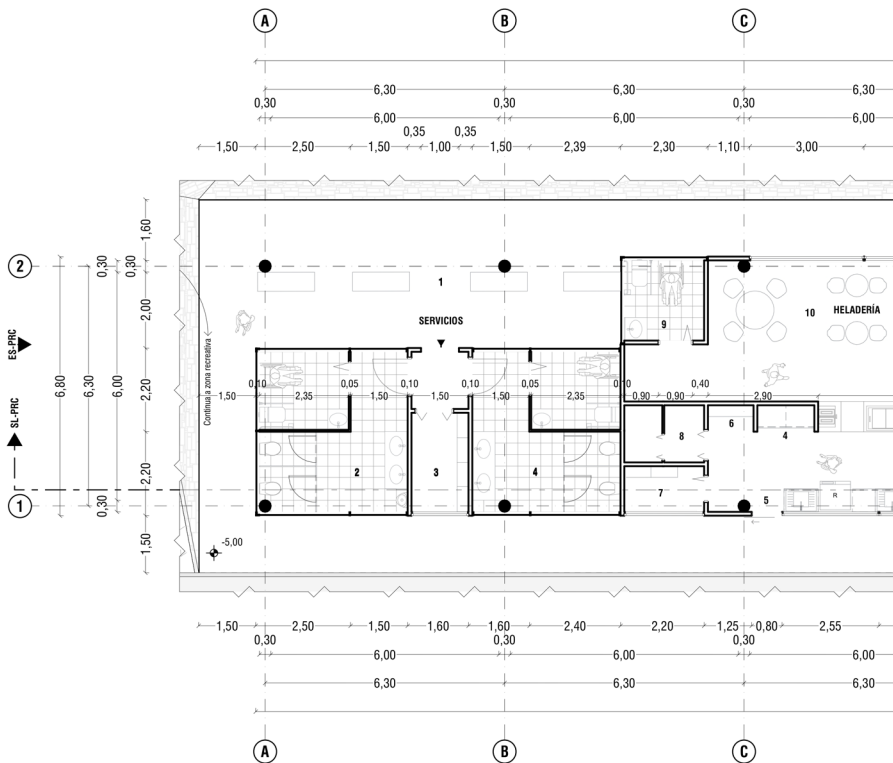 A B C
6,30 6,30 6,30
0,30 0,30 0,30
6,00 6,00 6,00
0,35 0,35
1,50 2,50 1,50 1,00 1,50 2,39 2,30 1,10 3,00
1,60
2
0,30 0,30
1
9
10 HELADERÍA
SERVICIOS
2,00
ES-PRC
Continua a zona recreativa
6,80 6,30 6,00
2,20
0,10 0,05 0,10 0,10 0,05 0,10 0,40
1,50 2,35 1,50 1,50 1,50 2,35 0,90 0,90 2,90
SL-PRC
6 4
8
2 3 4
2,20
7
R
5
1
0,30
-5,00
1,50
1,50 2,50 1,50 1,60 1,60 2,40 2,20 1,25 0,80 2,55
0,30 0,30 0,30
6,00 6,00 6,00
6,30 6,30 6,30
A B C